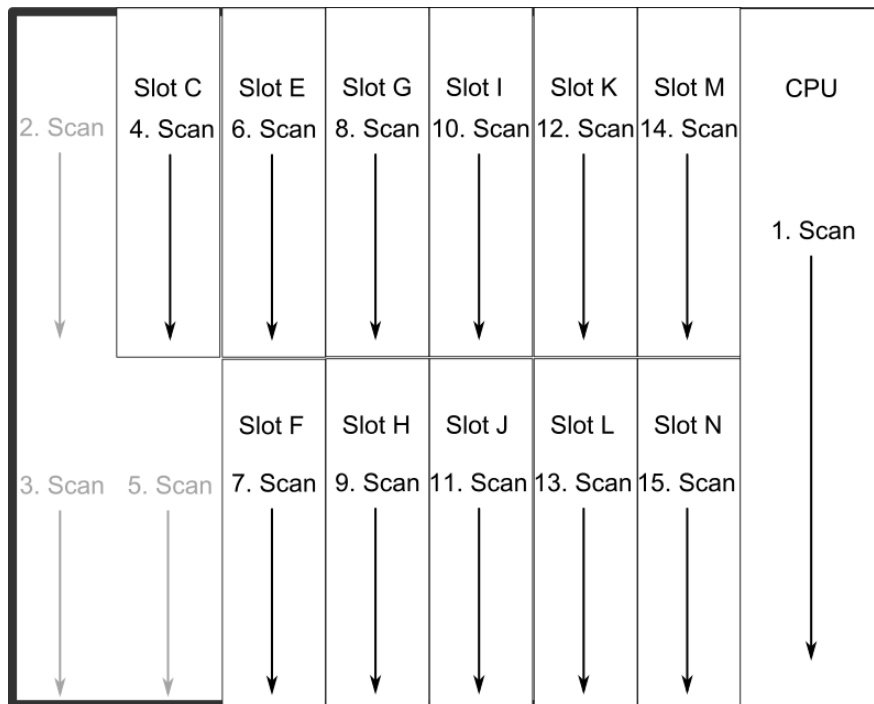 Slot C Slot E Slot G Slot I Slot K Slot M CPU
2. Scan 4. Scan 6. Scan 8. Scan 10. Scan 12. Scan 14. Scan
1. Scan
Slot F Slot H Slot J Slot L Slot N
3. Scan 5. Scan 7. Scan 9. Scan 11. Scan 13. Scan 15. Scan